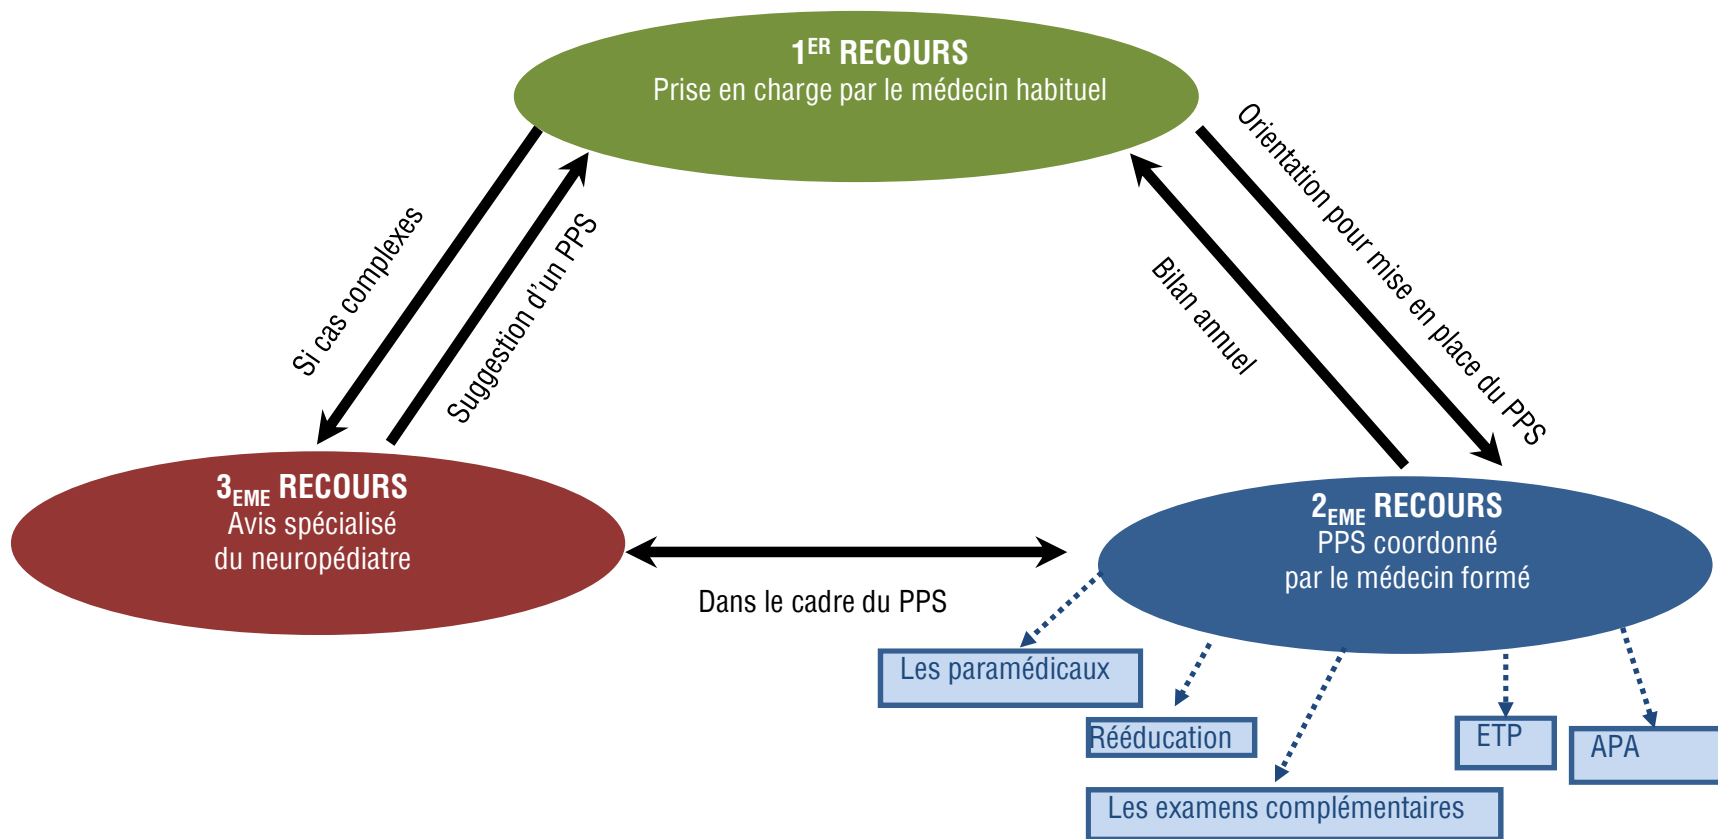 1ER RECOURS
Prise en charge par le médecin habituel
Si cas complexes
Suggestion d'un PPS
Bilan annuel
Orientation pour mise en place du PPS
3EME RECOURS
Avis spécialisé
du neuropédiatre
Dans le cadre du PPS
2EME RECOURS
PPS coordonné
par le médecin formé
Les paramédicaux
Rééducation
Les examens complémentaires
ETP
APA